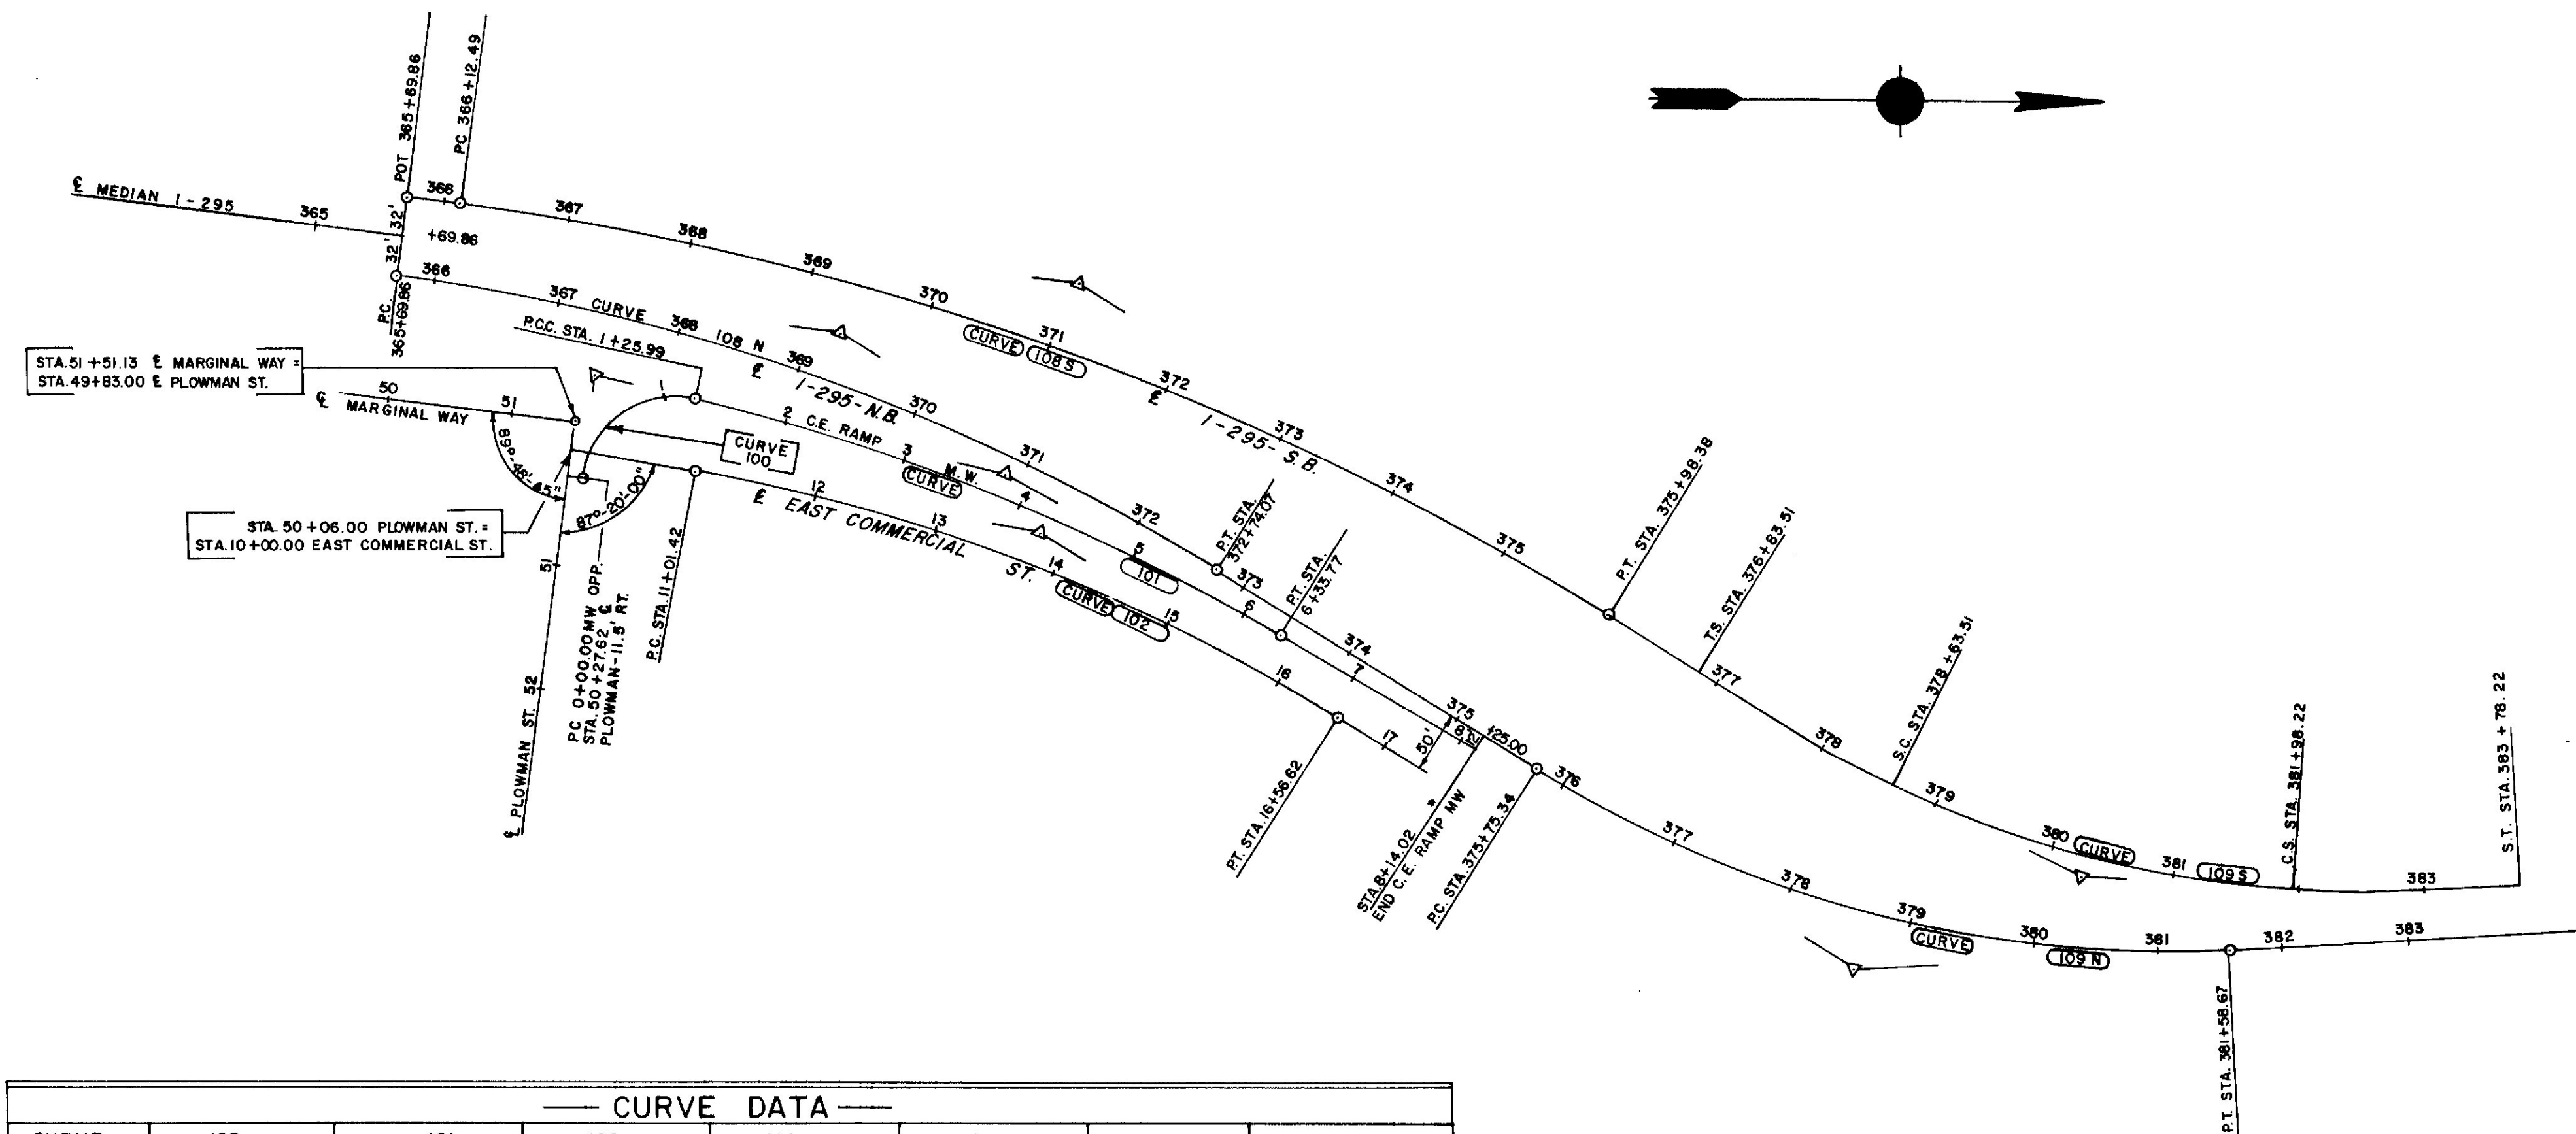 POT 365+69.86
PC 366+12.49
℄ MEDIAN I-295
365
366
32'
32'
+69.86
P.C.
365+69.86
367
368
369
370
371
CURVE 108 S
372
℄ I-295-S.B.
373
374
375
P.T. STA. 375+98.38
T.S. STA. 376+83.51
377
378
S.C. STA. 378+63.51
379
380
CURVE
381
109 S
C.S. STA. 381+98.22
383
S.T. STA. 383+78.22
366
367
CURVE
368
108 N
369
℄ I-295-N.B.
370
371
372
P.T. STA.
372+74.07
373
374
375
+25.00
376
377
378
379
CURVE
380
109 N
381
382
383
P.T. STA. 381+58.67
P.C. STA. 375+75.34
P.C.C. STA. 1+25.99
STA. 51+51.13 ℄ MARGINAL WAY =
STA. 49+83.00 ℄ PLOWMAN ST.
50
51
℄ MARGINAL WAY
89°-48'-45"
87°-20'-00"
CURVE
100
1
2
C.E. RAMP
3
M.W.
CURVE
4
5
101
6
P.T. STA.
6+33.77
7
8
12'
50'
STA. 8+14.02 *
END C.E. RAMP MW
STA. 50+06.00 PLOWMAN ST. =
STA. 10+00.00 EAST COMMERCIAL ST.
51
52
℄ PLOWMAN ST.
PC 0+00.00 MW OPP.
STA. 50+27.62 ℄
PLOWMAN-11.5' RT.
P.C. STA. 11+01.42
12
℄ EAST COMMERCIAL ST.
13
14
CURVE 102
15
16
17
P.T. STA. 16+56.62
CURVE DATA